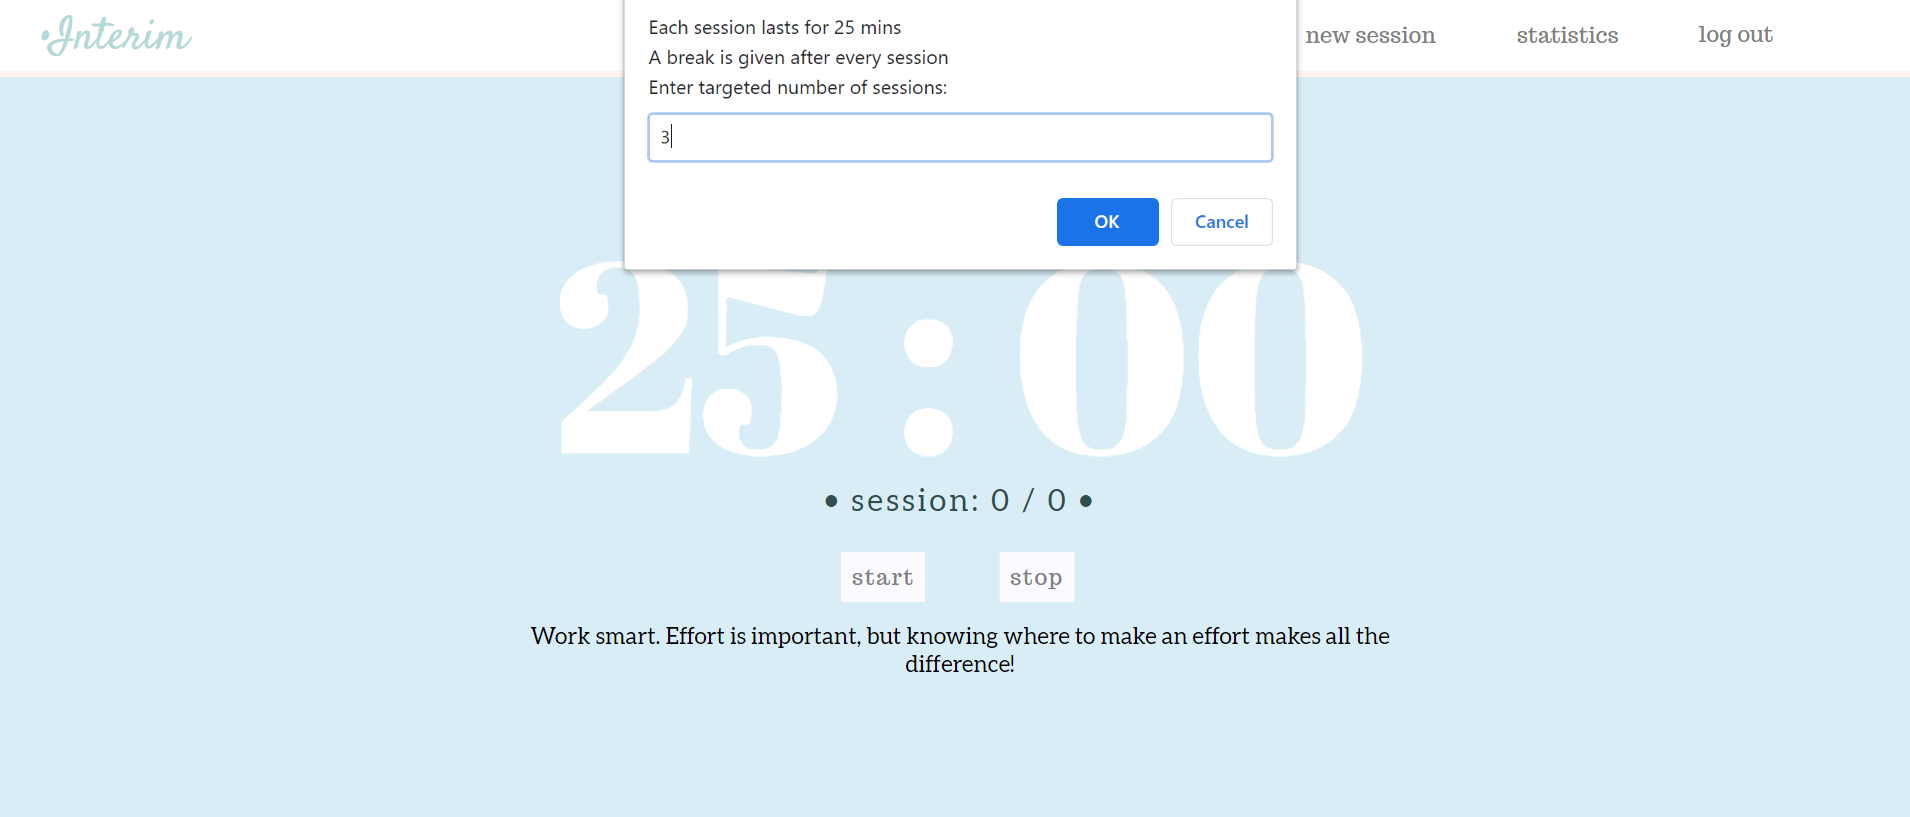 •Interim
new session
statistics
log out
Each session lasts for 25 mins
A break is given after every session
Enter targeted number of sessions:
3
OK
Cancel
25:00
• session: 0 / 0 •
start
stop
Work smart. Effort is important, but knowing where to make an effort makes all the
difference!